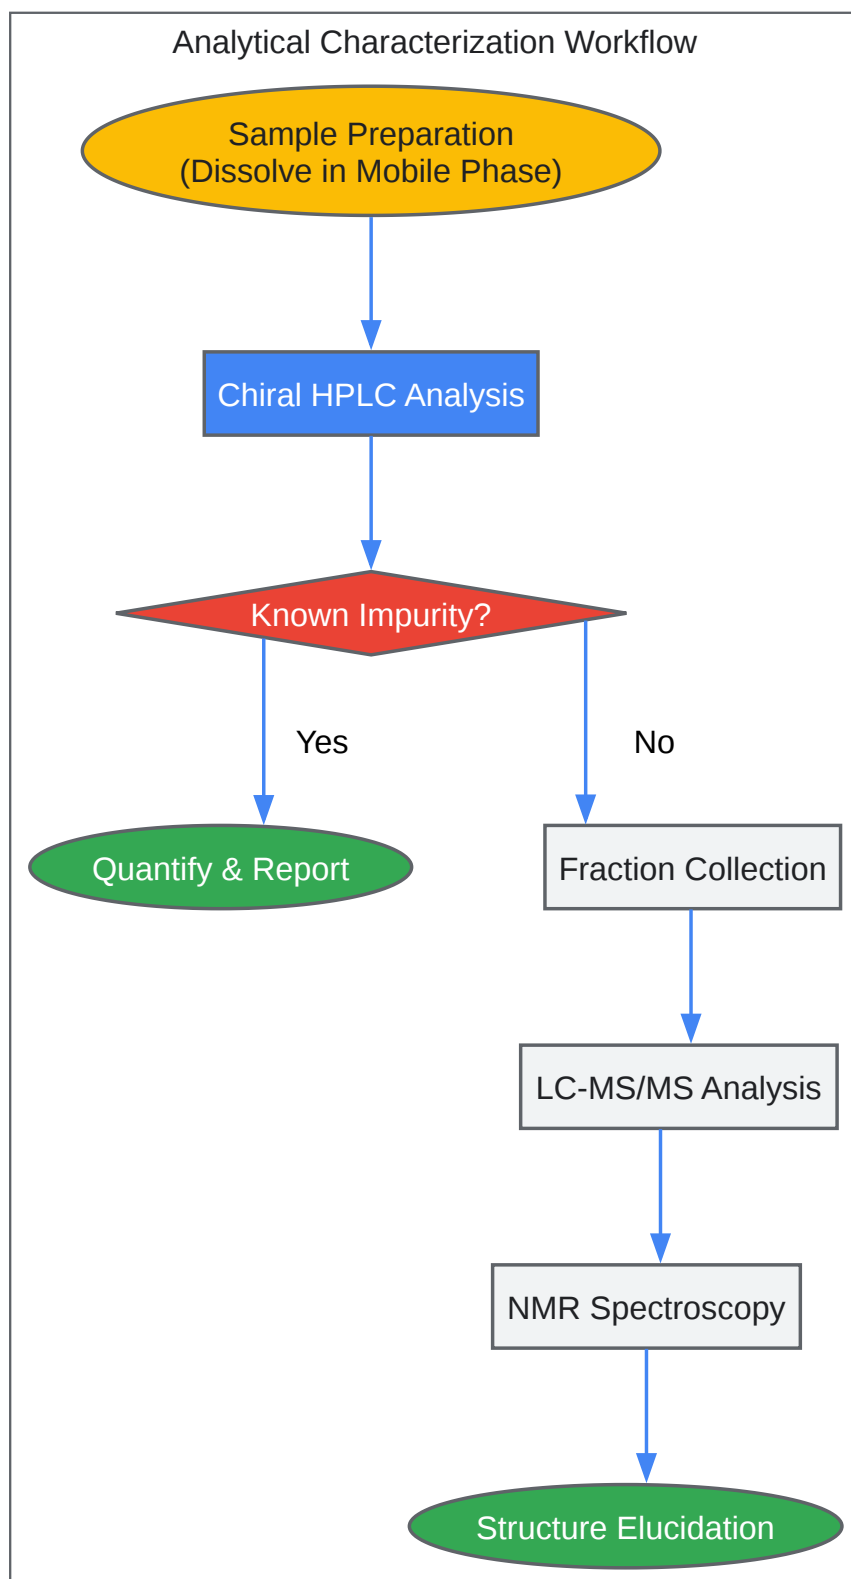 Analytical Characterization Workflow
Sample Preparation
(Dissolve in Mobile Phase)
Chiral HPLC Analysis
Known Impurity?
Yes
No
Quantify & Report
Fraction Collection
LC-MS/MS Analysis
NMR Spectroscopy
Structure Elucidation